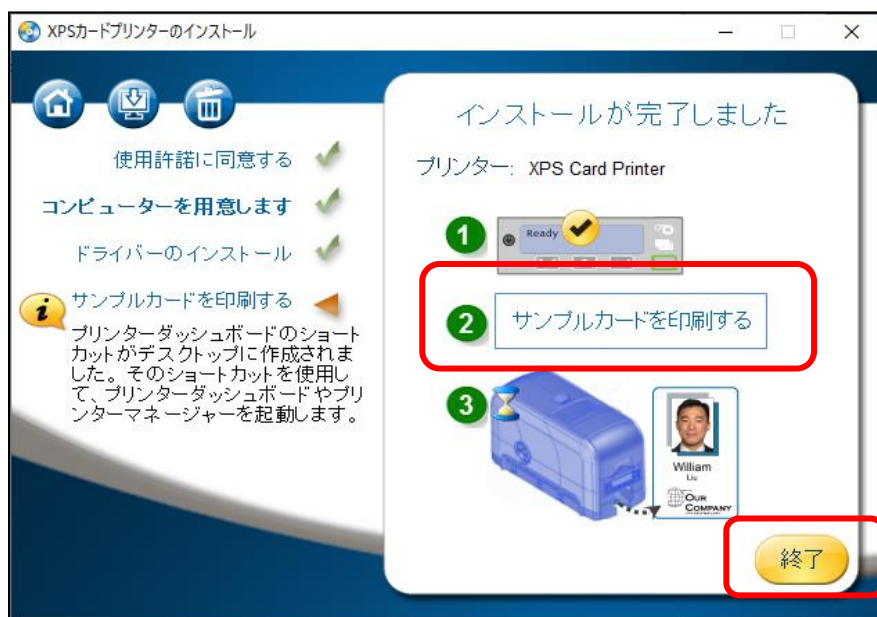 XPSカードプリンターのインストール
使用許諾に同意する
コンピューターを用意します
ドライバーのインストール
サンプルカードを印刷する
プリンターダッシュボードのショート
カットがデスクトップに作成されま
した。そのショートカットを使用し
て、プリンターダッシュボードやプリ
ンターマネージャーを起動します。
インストールが完了しました
プリンター: XPS Card Printer
1
Ready
2
サンプルカードを印刷する
3
William
Liu
OUR
COMPANY
終了